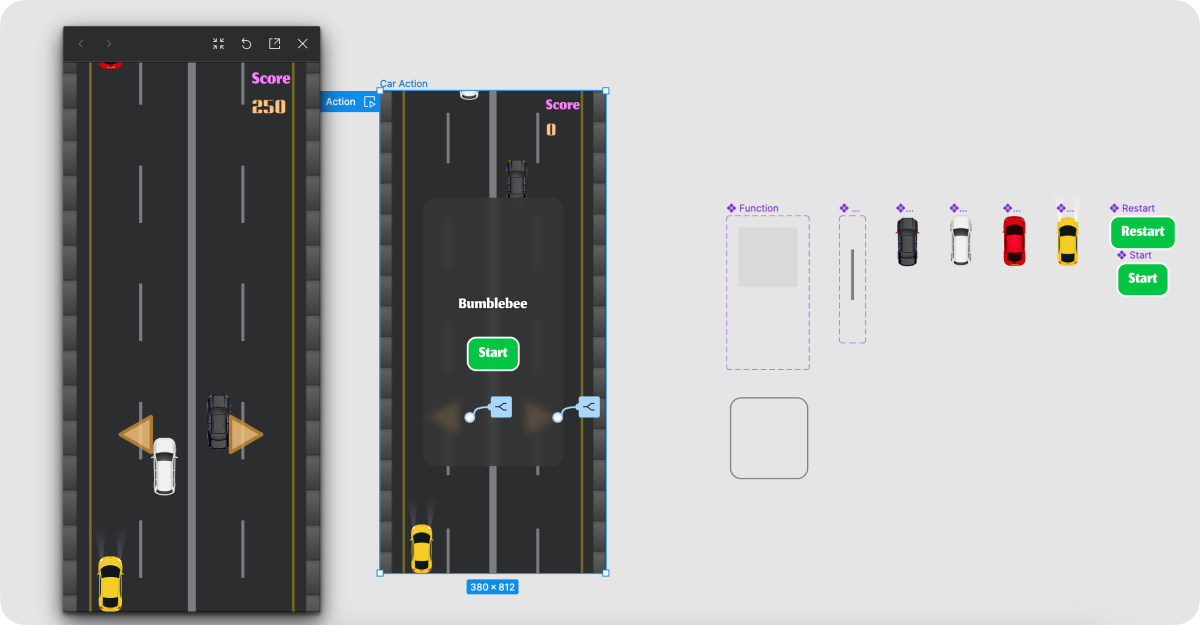 Score
250
Action
Car Action
Score
0
Bumblebee
Start
380 × 812
Function
...
...
...
...
...
Restart
Restart
Start
Start